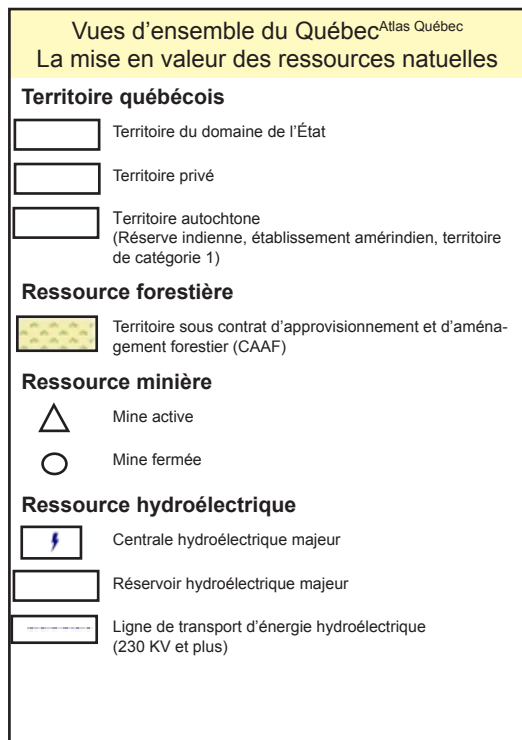 Vues d’ensemble du Québec Atlas Québec
La mise en valeur des ressources natuelles
Territoire québécois
Territoire du domaine de l’État
Territoire privé
Territoire autochtone
(Réserve indienne, établissement amérindien, territoire
de catégorie 1)
Ressource forestière
Territoire sous contrat d’approvisionnement et d’aména-
gement forestier (CAAF)
Ressource minière
Mine active
Mine fermée
Ressource hydroélectrique
Centrale hydroélectrique majeur
Réservoir hydroélectrique majeur
Ligne de transport d’énergie hydroélectrique
(230 KV et plus)